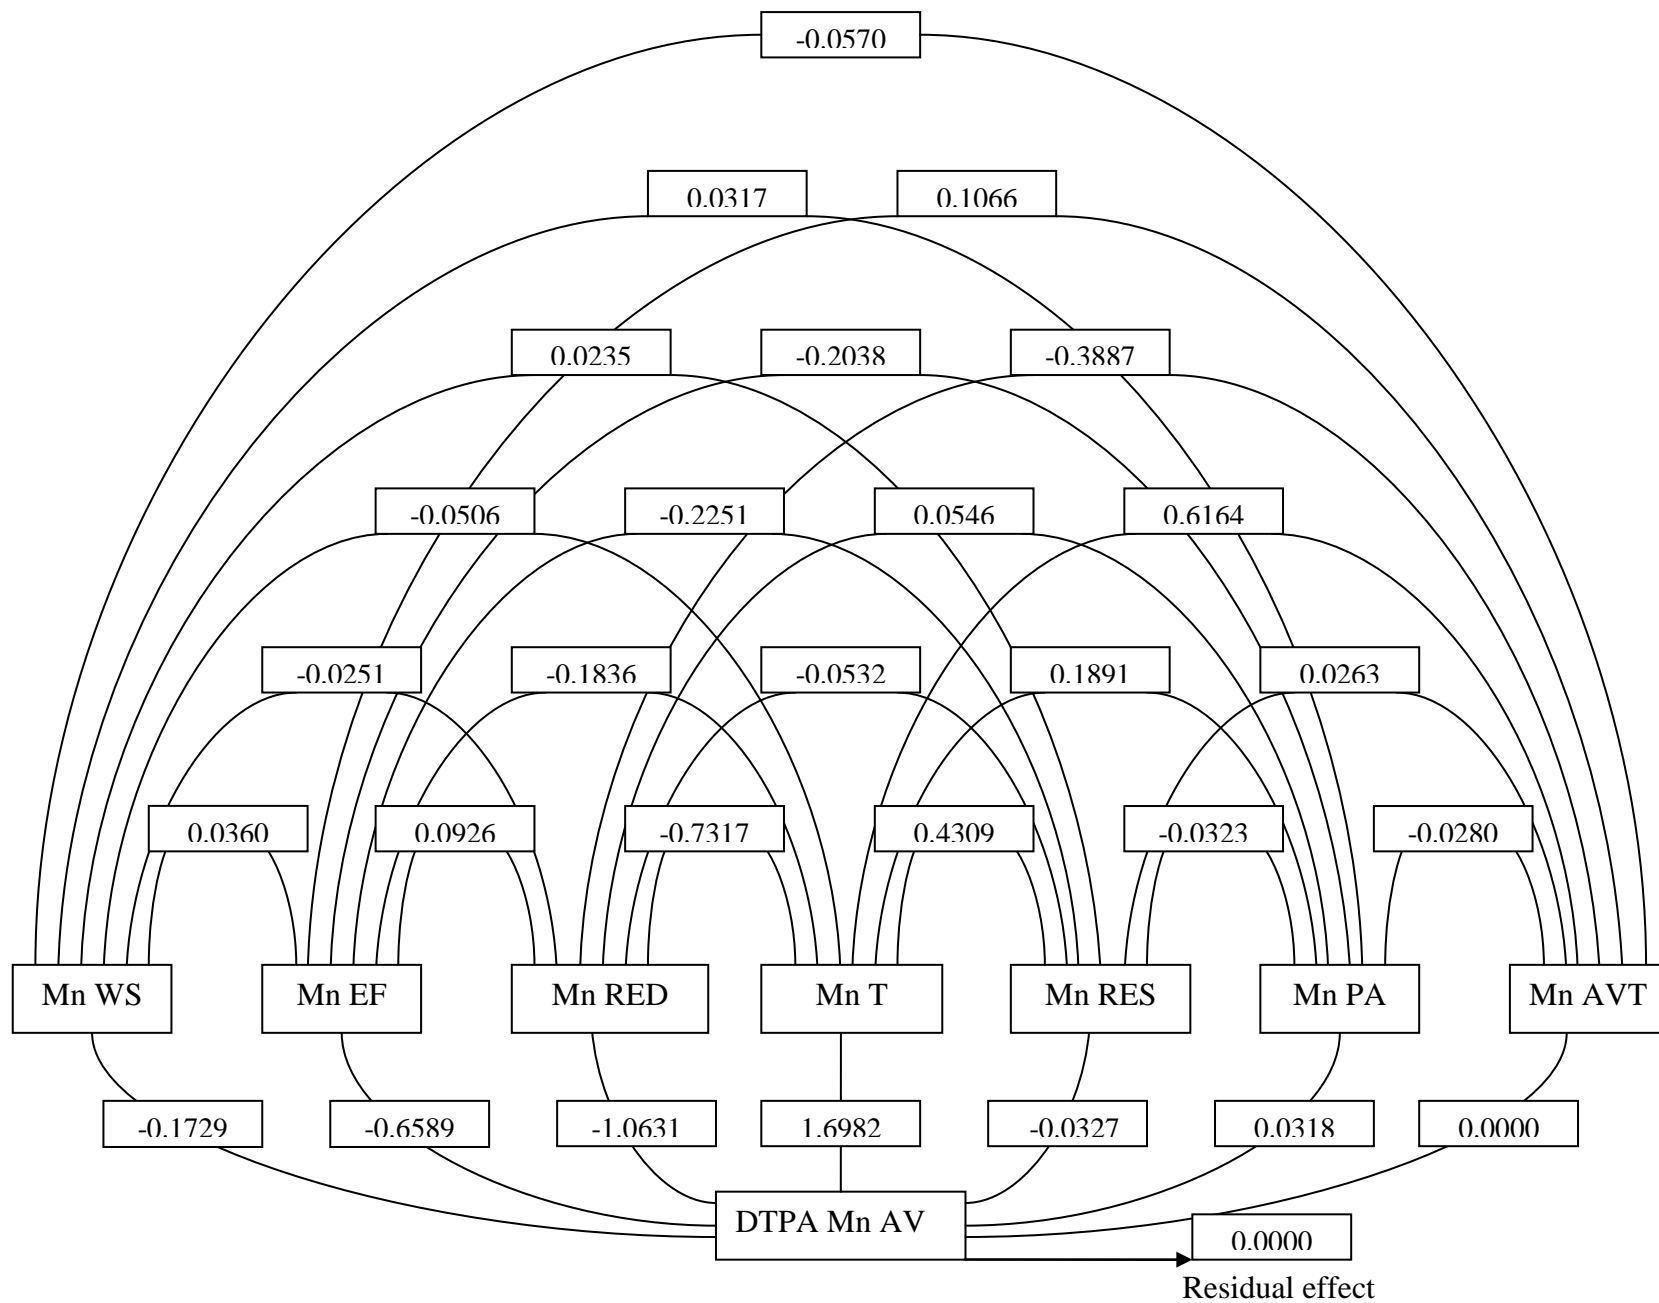 -0.0570
0.0317 0.1066
0.0235 -0.2038 -0.3887
-0.0506 -0.2251 0.0546 0.6164
-0.0251 -0.1836 -0.0532 0.1891 0.0263
0.0360 0.0926 -0.7317 0.4309 -0.0323 -0.0280
Mn WS Mn EF Mn RED Mn T Mn RES Mn PA Mn AVT
-0.1729 -0.6589 -1.0631 1.6982 -0.0327 0.0318 0.0000
DTPA Mn AV
0.0000
Residual effect